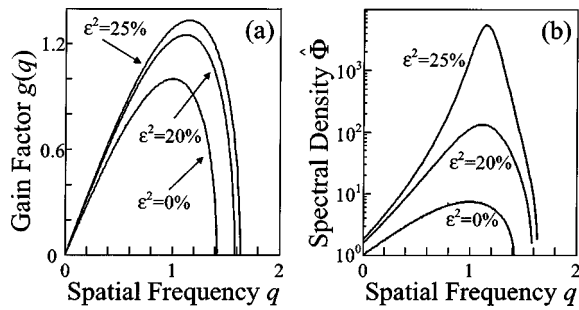 (a)
Gain Factor g(q)
1.2
0.6
0
ε²=25%
ε²=20%
ε²=0%
0 1 2
Spatial Frequency q
(b)
Spectral Density Φ̂
10³
10²
10¹
10⁰
ε²=25%
ε²=20%
ε²=0%
0 1 2
Spatial Frequency q